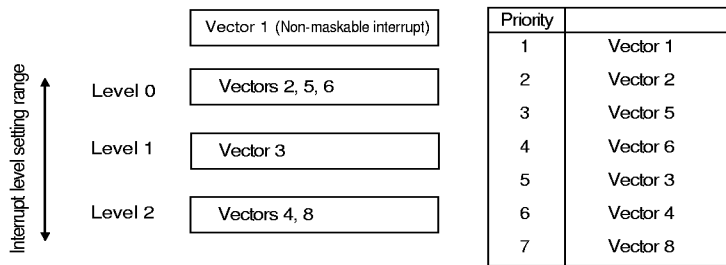 Vector 1 (Non-maskable interrupt)
Interrupt level setting range
Level 0
Vectors 2, 5, 6
Level 1
Vector 3
Level 2
Vectors 4, 8
Priority
1 Vector 1
2 Vector 2
3 Vector 5
4 Vector 6
5 Vector 3
6 Vector 4
7 Vector 8